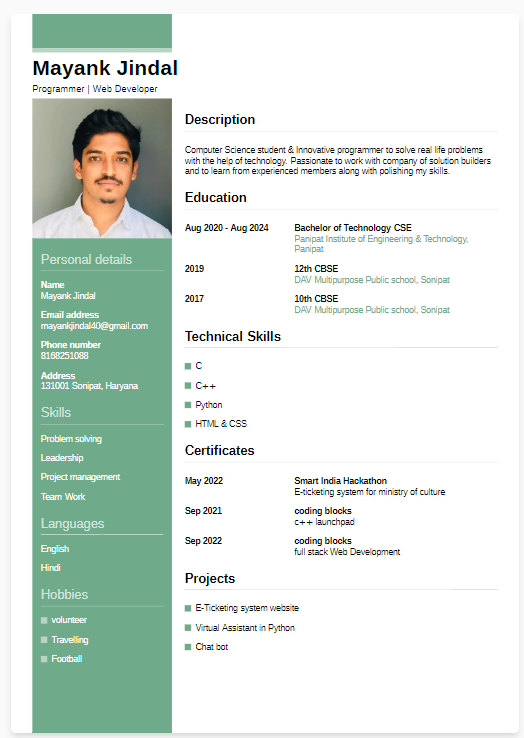 Mayank Jindal
Programmer | Web Developer
Personal details
Name
Mayank Jindal
Email address
mayankjindal40@gmail.com
Phone number
8168251088
Address
131001 Sonipat, Haryana
Skills
Problem solving
Leadership
Project management
Team Work
Languages
English
Hindi
Hobbies
volunteer
Travelling
Football
Description
Computer Science student & Innovative programmer to solve real life problems
with the help of technology. Passionate to work with company of solution builders
and to learn from experienced members along with polishing my skills.
Education
Aug 2020 - Aug 2024 Bachelor of Technology CSE
Panipat Institute of Engineering & Technology,
Panipat
2019 12th CBSE
DAV Multipurpose Public school, Sonipat
2017 10th CBSE
DAV Multipurpose Public school, Sonipat
Technical Skills
C
C++
Python
HTML & CSS
Certificates
May 2022 Smart India Hackathon
E-ticketing system for ministry of culture
Sep 2021 coding blocks
c++ launchpad
Sep 2022 coding blocks
full stack Web Development
Projects
E-Ticketing system website
Virtual Assistant in Python
Chat bot